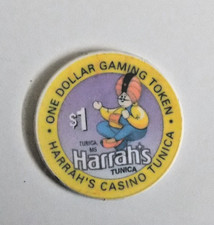 • ONE DOLLAR GAMING TOKEN •
$1
TUNICA, MS
Harrah's
TUNICA
HARRAH'S CASINO TUNICA